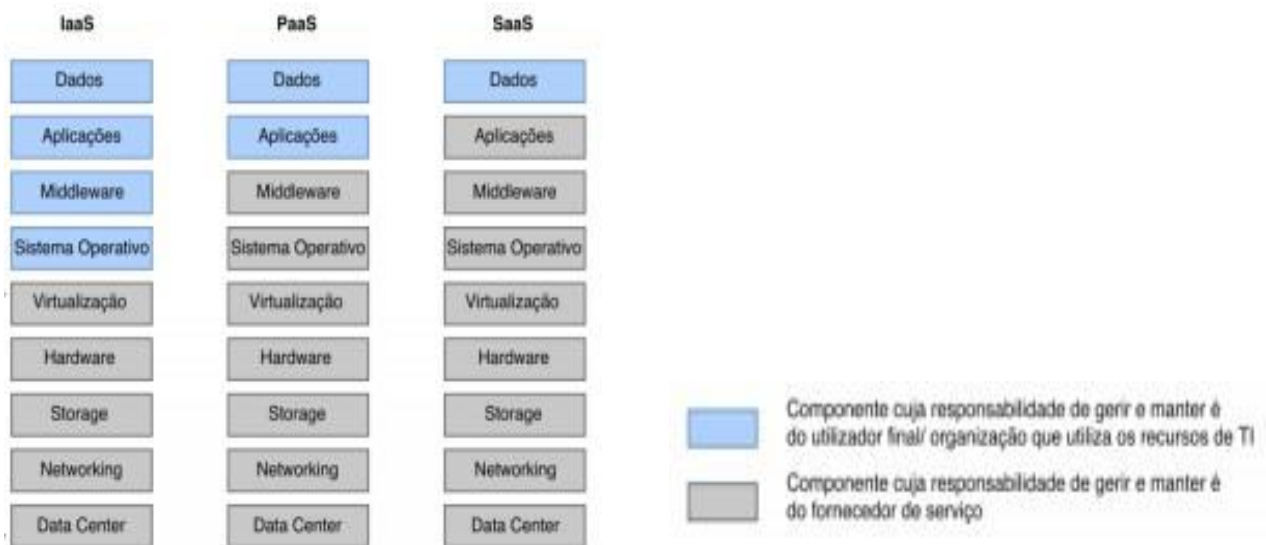 IaaS PaaS SaaS
Dados Dados Dados
Aplicações Aplicações Aplicações
Middleware Middleware Middleware
Sistema Operativo Sistema Operativo Sistema Operativo
Virtualização Virtualização Virtualização
Hardware Hardware Hardware
Storage Storage Storage
Networking Networking Networking
Data Center Data Center Data Center
Componente cuja responsabilidade de gerir e manter é
do utilizador final/ organização que utiliza os recursos de TI
Componente cuja responsabilidade de gerir e manter é
do fornecedor de serviço